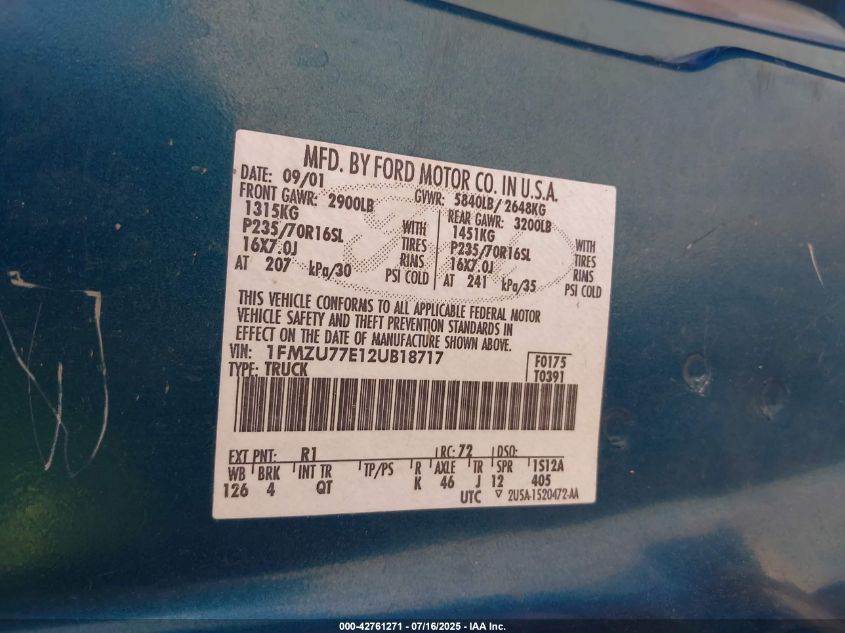 MFD. BY FORD MOTOR CO. IN U.S.A.
DATE: 09/01 GVWR: 5840LB/ 2648KG
FRONT GAWR: 2900LB REAR GAWR: 3200LB
1315KG WITH 1451KG WITH
P235/70R16SL TIRES P235/70R16SL TIRES
16X7.0J RINS 16X7.0J RINS
AT 207 kPa/30 PSI COLD AT 241 kPa/35 PSI COLD
THIS VEHICLE CONFORMS TO ALL APPLICABLE FEDERAL MOTOR
VEHICLE SAFETY AND THEFT PREVENTION STANDARDS IN
EFFECT ON THE DATE OF MANUFACTURE SHOWN ABOVE.
VIN: 1FMZU77E12UB18717 F0175
TYPE: TRUCK T0391
EXT PNT: R1 RC: 72 DSO:
WB BRK INT TR TP/PS R AXLE TR SPR 1S12A
126 4 QT K 46 J 12 405
UTC ▽ 2U5A-1520472-AA
000-42761271 - 07/16/2025 - IAA Inc.